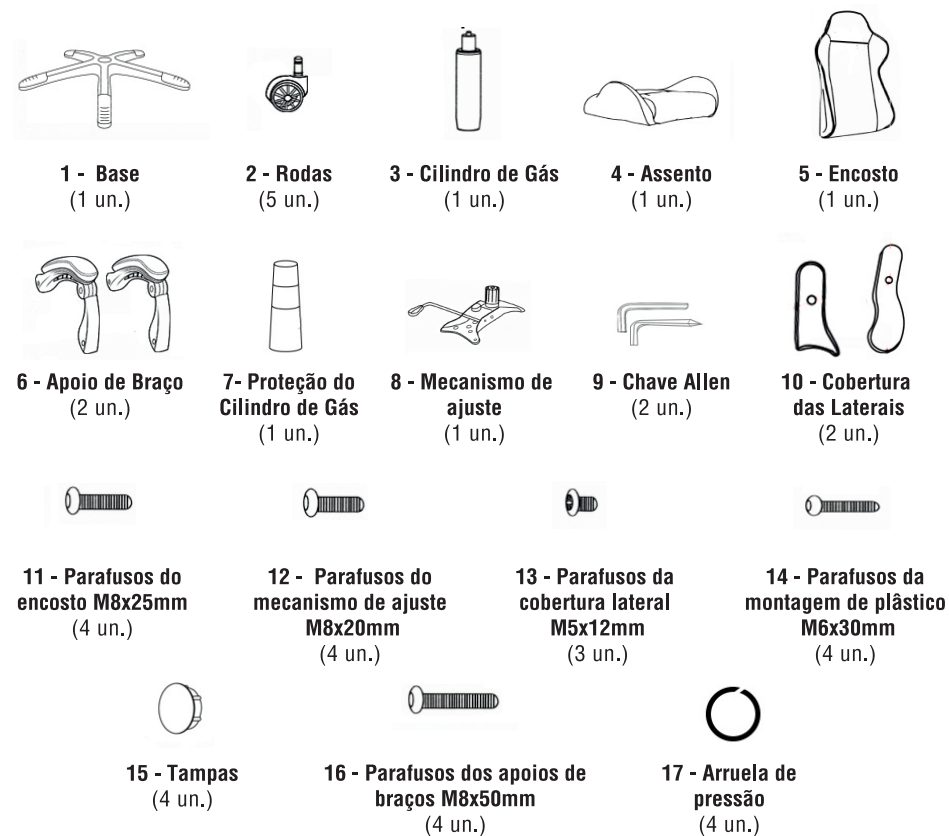 1 - Base
(1 un.)
2 - Rodas
(5 un.)
3 - Cilindro de Gás
(1 un.)
4 - Assento
(1 un.)
5 - Encosto
(1 un.)
6 - Apoio de Braço
(2 un.)
7- Proteção do
Cilindro de Gás
(1 un.)
8 - Mecanismo de
ajuste
(1 un.)
9 - Chave Allen
(2 un.)
10 - Cobertura
das Laterais
(2 un.)
11 - Parafusos do
encosto M8x25mm
(4 un.)
12 - Parafusos do
mecanismo de ajuste
M8x20mm
(4 un.)
13 - Parafusos da
cobertura lateral
M5x12mm
(3 un.)
14 - Parafusos da
montagem de plâstico
M6x30mm
(4 un.)
15 - Tampas
(4 un.)
16 - Parafusos dos apoios de
braços M8x50mm
(4 un.)
17 - Arruela de
pressão
(4 un.)